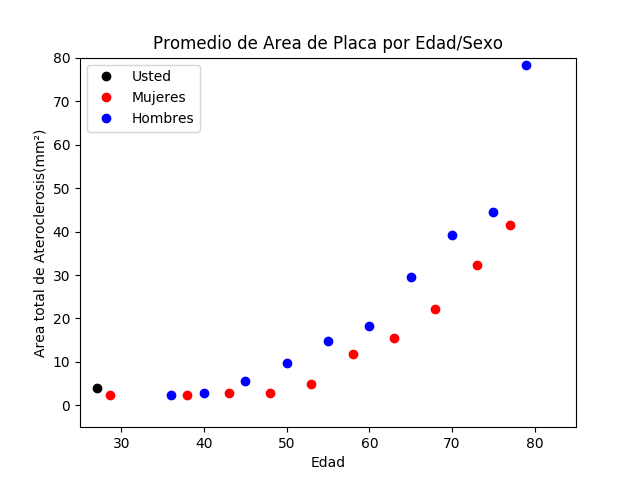 Promedio de Area de Placa por Edad/Sexo
Usted
Mujeres
Hombres
Area total de Ateroclerosis(mm²)
80
70
60
50
40
30
20
10
0
30 40 50 60 70 80
Edad